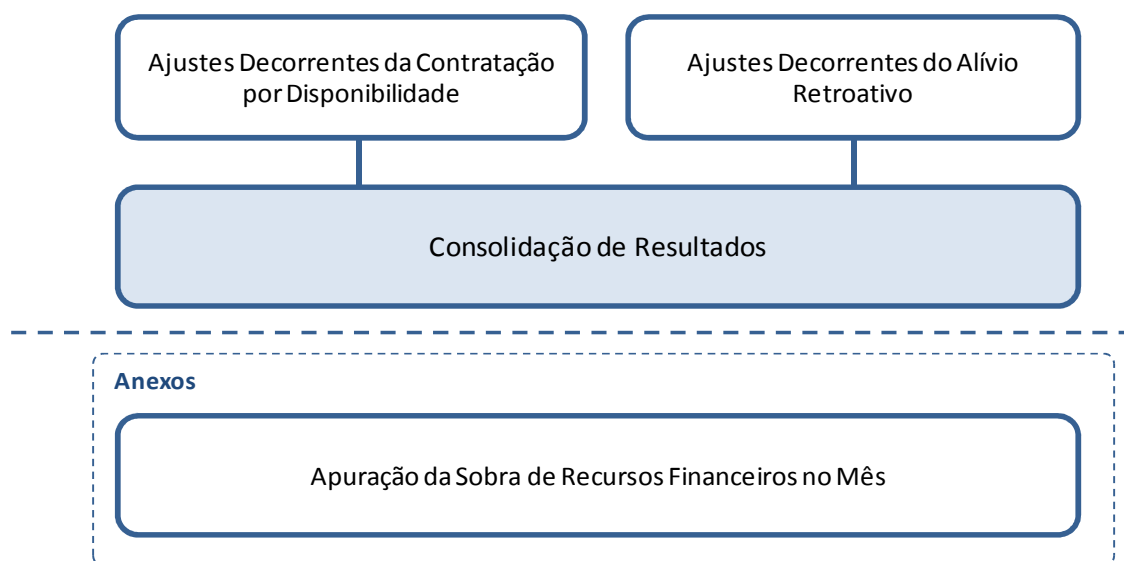 Ajustes Decorrentes da Contratação
por Disponibilidade
Ajustes Decorrentes do Alívio
Retroativo
Consolidação de Resultados
Anexos
Apuração da Sobra de Recursos Financeiros no Mês